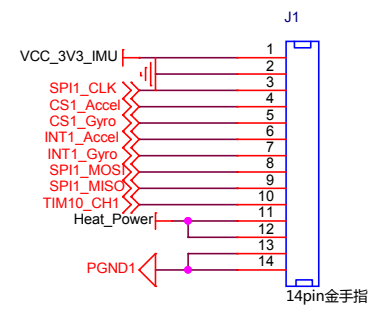 J1
VCC_3V3_IMU 1
2
SPI1_CLK 3
CS1_Accel 4
CS1_Gyro 5
INT1_Accel 6
INT1_Gyro 7
SPI1_MOSI 8
SPI1_MISO 9
TIM10_CH1 10
Heat_Power 11
12
13
PGND1 14
14pin金手指